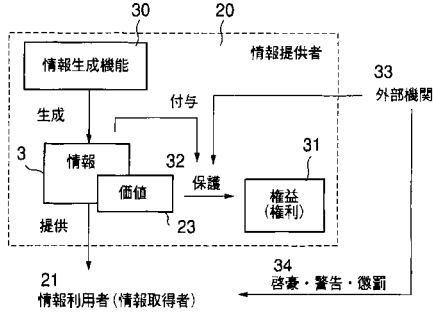 30
20
情報生成機能
情報提供者
33
外部機関
生成
付与
3
情報
32
保護
31
価値
権益
(権利)
23
提供
21
情報利用者(情報取得者)
34
啓豪・警告・懲罰